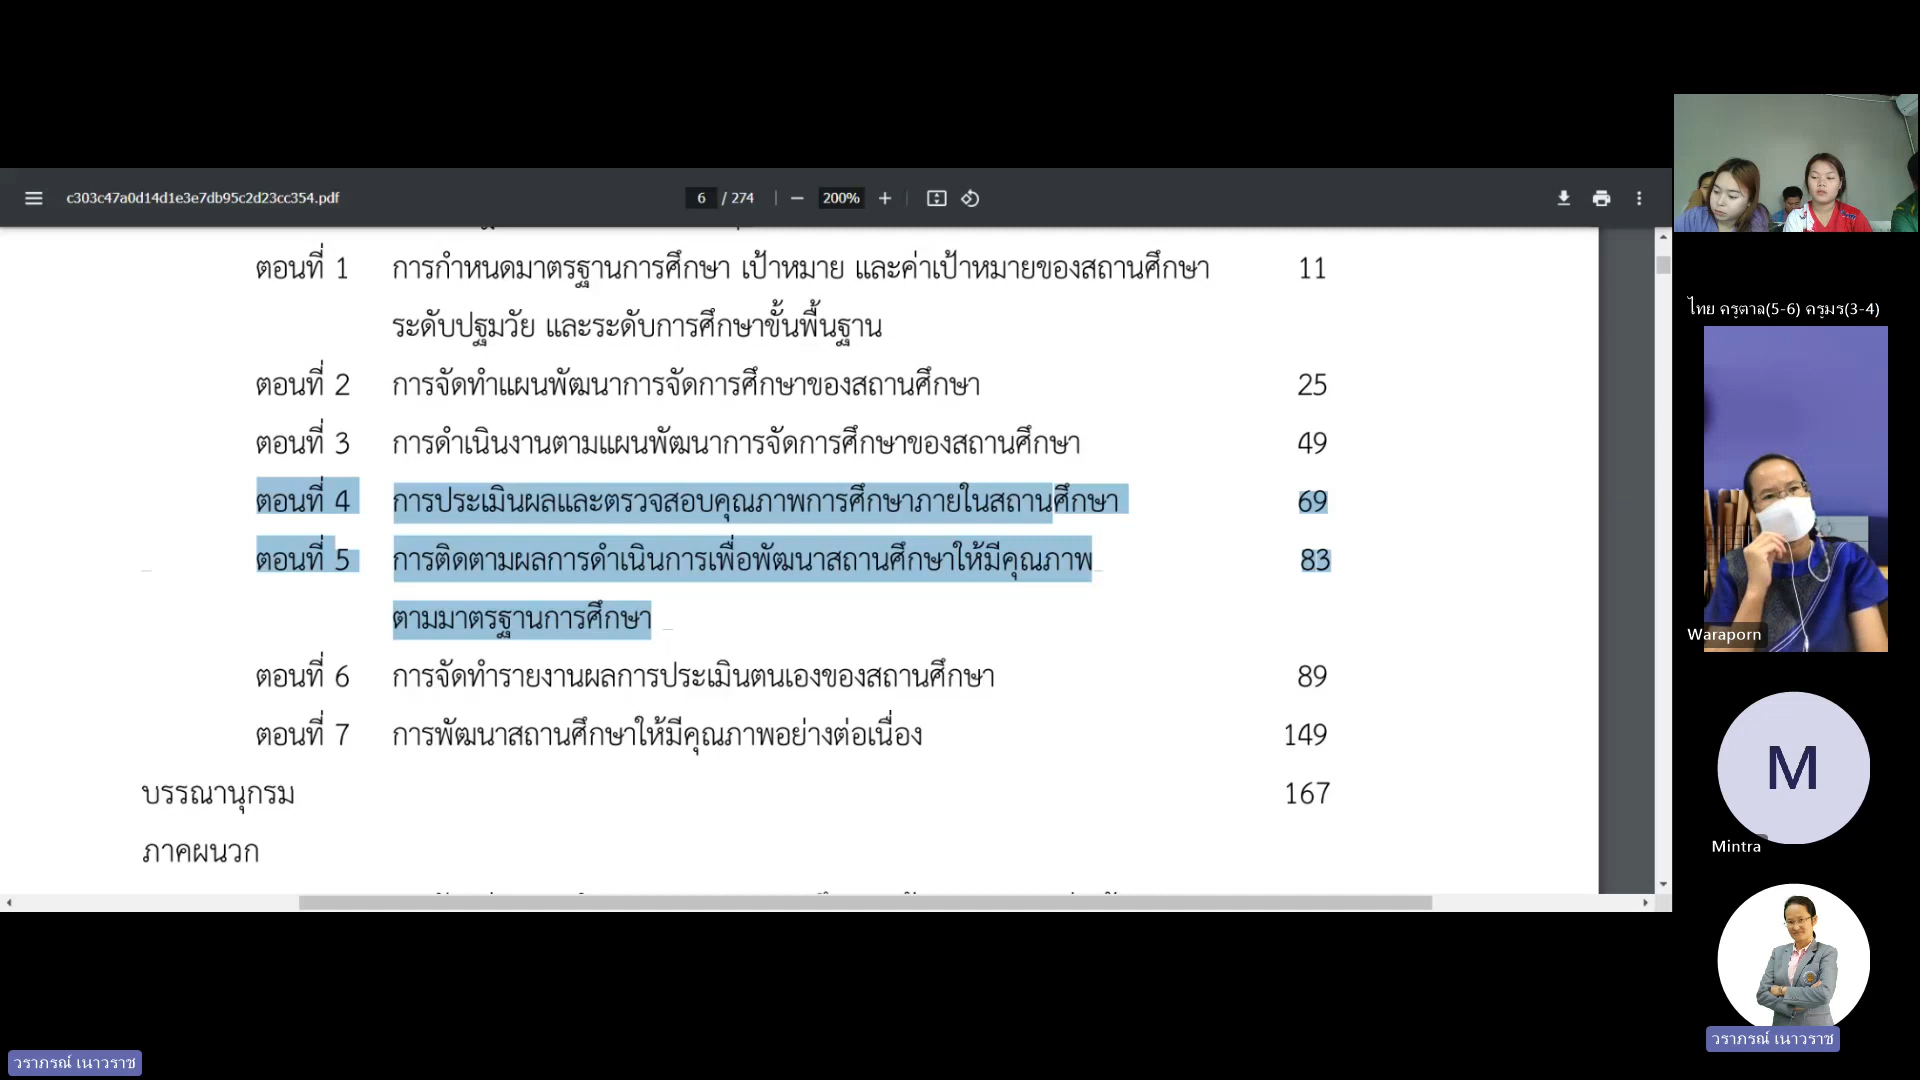 c303c47a0d14d1e3e7db95c2d23cc354.pdf
6 / 274
200%
ตอนที่ 1 การกำหนดมาตรฐานการศึกษา เป้าหมาย และค่าเป้าหมายของสถานศึกษา 11
ระดับปฐมวัย และระดับการศึกษาขั้นพื้นฐาน
ตอนที่ 2 การจัดทำแผนพัฒนาการจัดการศึกษาของสถานศึกษา 25
ตอนที่ 3 การดำเนินงานตามแผนพัฒนาการจัดการศึกษาของสถานศึกษา 49
ตอนที่ 4 การประเมินผลและตรวจสอบคุณภาพการศึกษาภายในสถานศึกษา 69
ตอนที่ 5 การติดตามผลการดำเนินการเพื่อพัฒนาสถานศึกษาให้มีคุณภาพ 83
ตามมาตรฐานการศึกษา
ตอนที่ 6 การจัดทำรายงานผลการประเมินตนเองของสถานศึกษา 89
ตอนที่ 7 การพัฒนาสถานศึกษาให้มีคุณภาพอย่างต่อเนื่อง 149
บรรณานุกรม 167
ภาคผนวก
ไทย ครูตาล(5-6) ครูมร(3-4)
Waraporn
M
Mintra
วราภรณ์ เนาวราช
วราภรณ์ เนาวราช